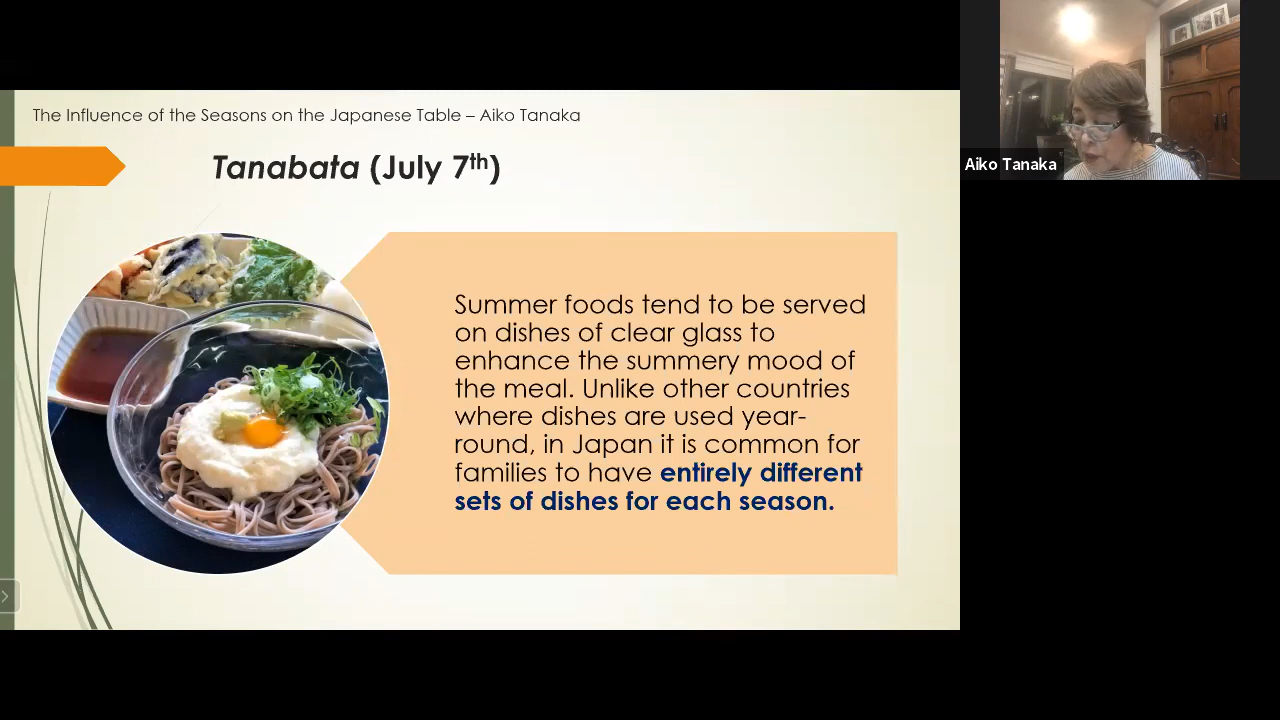 The Influence of the Seasons on the Japanese Table – Aiko Tanaka
Tanabata (July 7th)
Summer foods tend to be served
on dishes of clear glass to
enhance the summery mood of
the meal. Unlike other countries
where dishes are used year-
round, in Japan it is common for
families to have entirely different
sets of dishes for each season.
Aiko Tanaka